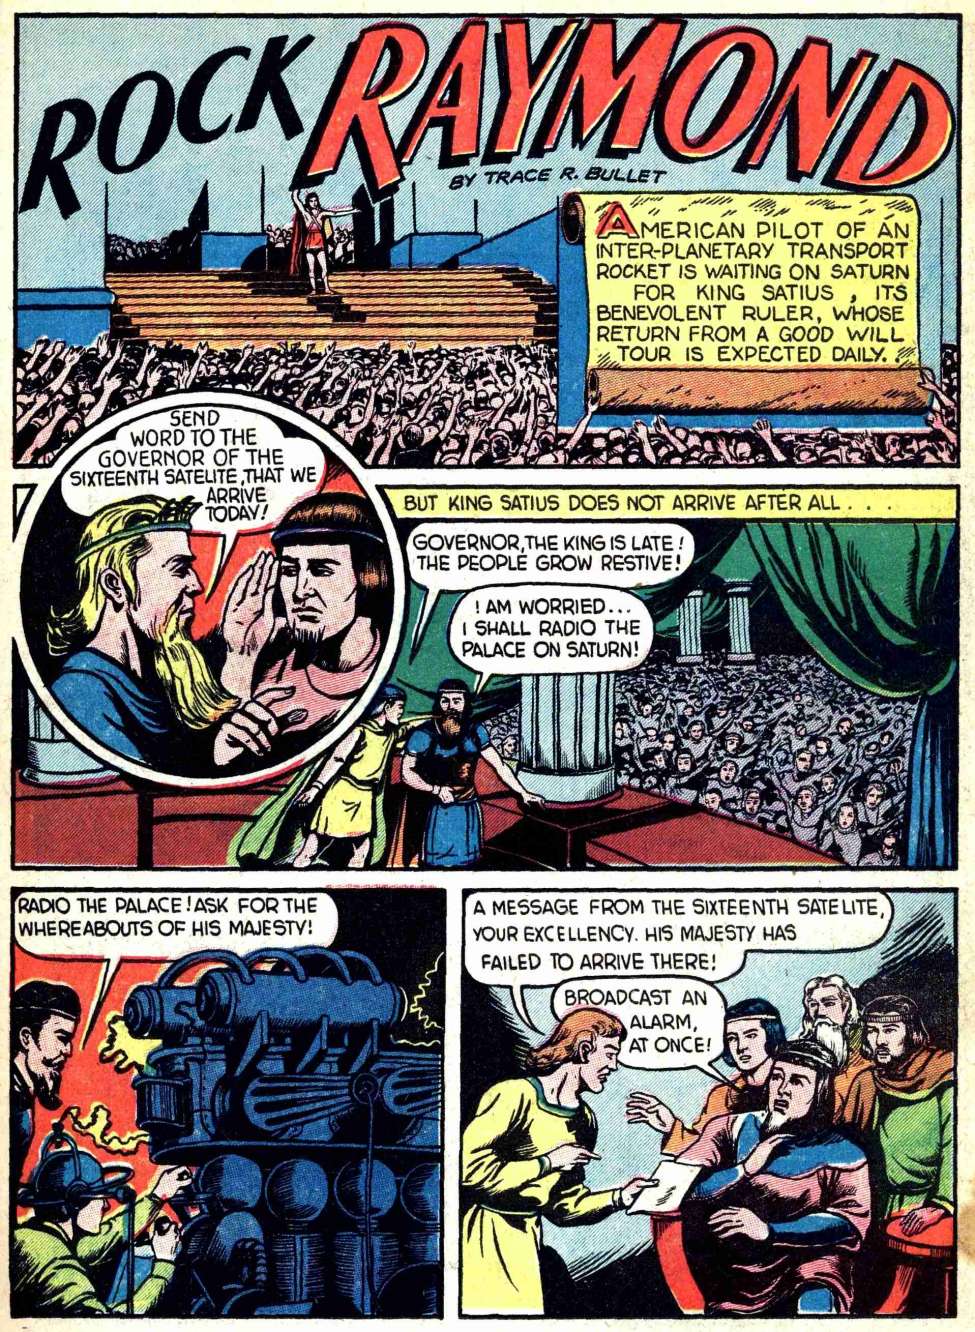 ROCK RAYMOND
BY TRACE R. BULLET
AMERICAN PILOT OF AN
INTER-PLANETARY TRANSPORT
ROCKET IS WAITING ON SATURN
FOR KING SATIUS, ITS
BENEVOLENT RULER, WHOSE
RETURN FROM A GOOD WILL
TOUR IS EXPECTED DAILY.
SEND
WORD TO THE
GOVERNOR OF THE
SIXTEENTH SATELITE, THAT WE
ARRIVE
TODAY!
BUT KING SATIUS DOES NOT ARRIVE AFTER ALL . . .
GOVERNOR, THE KING IS LATE!
THE PEOPLE GROW RESTIVE!
I AM WORRIED...
I SHALL RADIO THE
PALACE ON SATURN!
RADIO THE PALACE! ASK FOR THE
WHEREABOUTS OF HIS MAJESTY!
A MESSAGE FROM THE SIXTEENTH SATELITE,
YOUR EXCELLENCY. HIS MAJESTY HAS
FAILED TO ARRIVE THERE!
BROADCAST AN
ALARM,
AT ONCE!